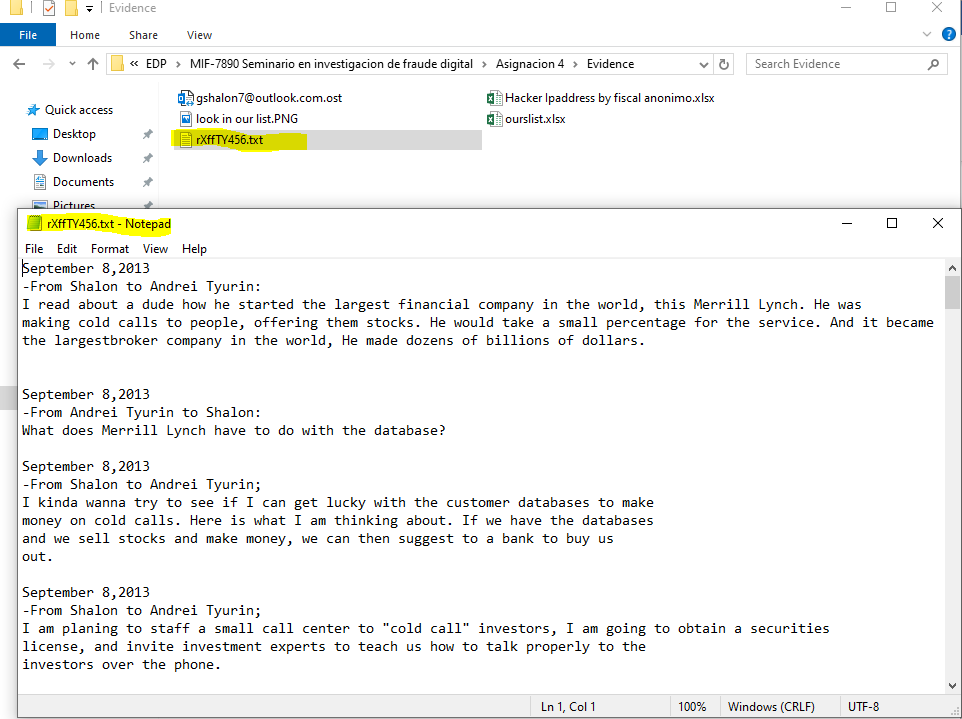 Evidence
File Home Share View
« EDP > MIF-7890 Seminario en investigacion de fraude digital > Asignacion 4 > Evidence
Search Evidence
Quick access
Desktop
Downloads
Documents
Pictures
gshalon7@outlook.com.ost
look in our list.PNG
rXffTY456.txt
Hacker Ipaddress by fiscal anonimo.xlsx
ourslist.xlsx
rXffTY456.txt - Notepad
File Edit Format View Help
September 8,2013
-From Shalon to Andrei Tyurin:
I read about a dude how he started the largest financial company in the world, this Merrill Lynch. He was
making cold calls to people, offering them stocks. He would take a small percentage for the service. And it became
the largestbroker company in the world, He made dozens of billions of dollars.
September 8,2013
-From Andrei Tyurin to Shalon:
What does Merrill Lynch have to do with the database?
September 8,2013
-From Shalon to Andrei Tyurin;
I kinda wanna try to see if I can get lucky with the customer databases to make
money on cold calls. Here is what I am thinking about. If we have the databases
and we sell stocks and make money, we can then suggest to a bank to buy us
out.
September 8,2013
-From Shalon to Andrei Tyurin;
I am planing to staff a small call center to "cold call" investors, I am going to obtain a securities
license, and invite investment experts to teach us how to talk properly to the
investors over the phone.
Ln 1, Col 1 100% Windows (CRLF) UTF-8